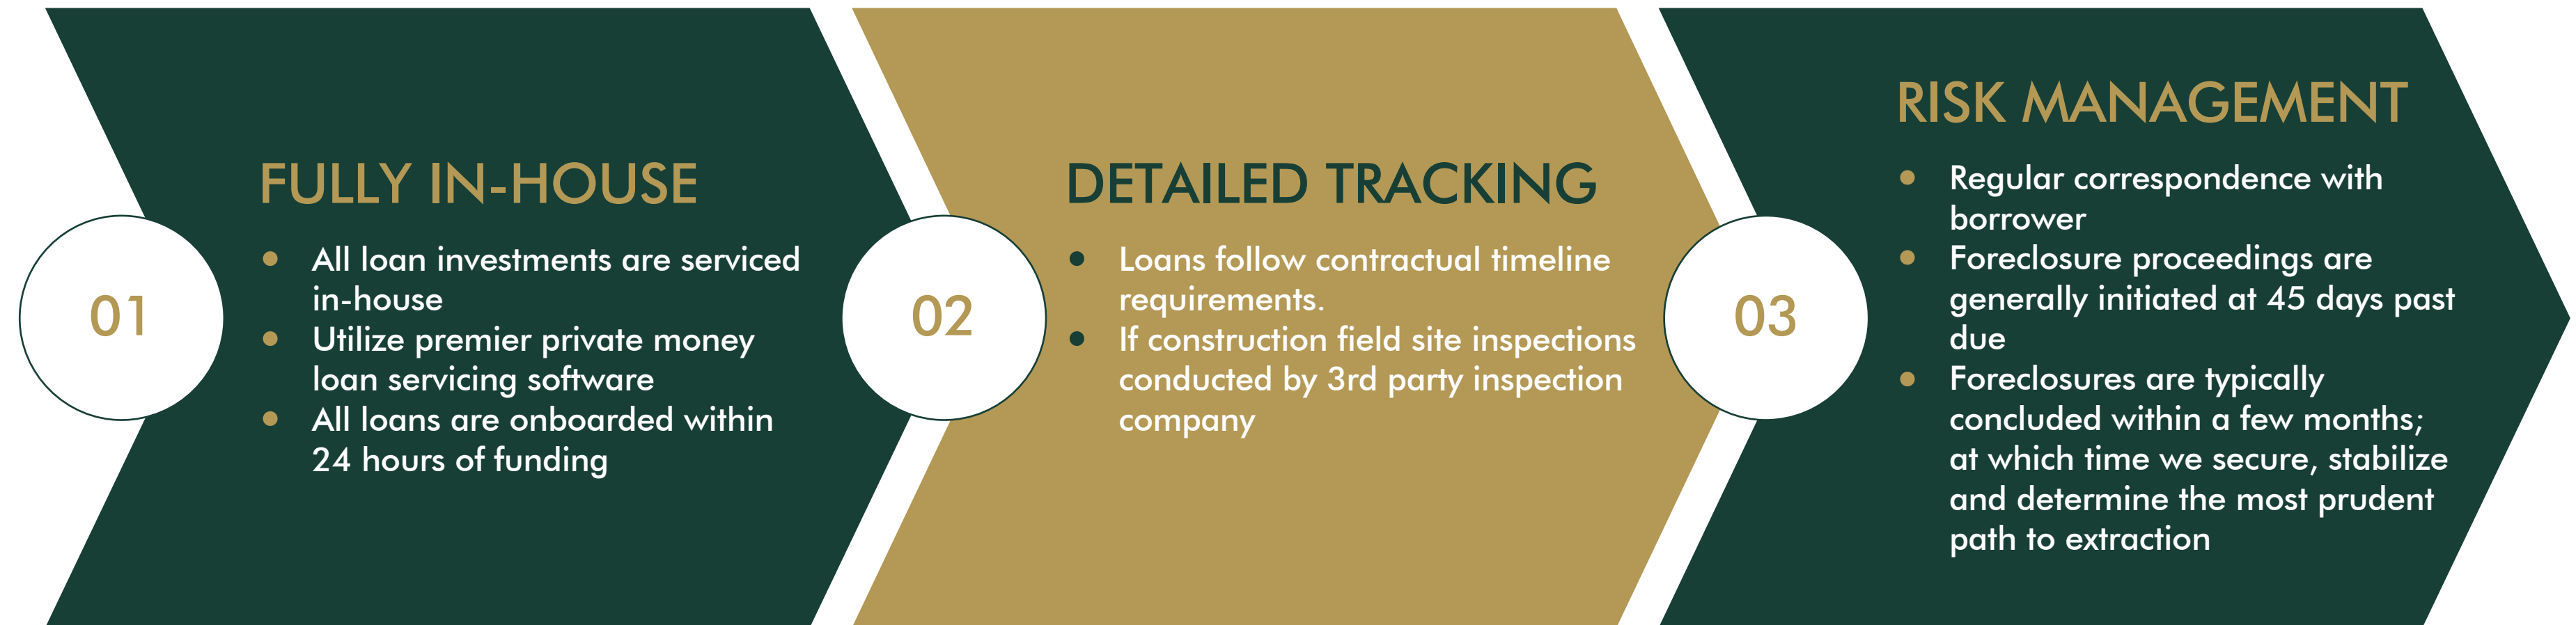 01
FULLY IN-HOUSE
• All loan investments are serviced
in-house
• Utilize premier private money
loan servicing software
• All loans are onboarded within
24 hours of funding
02
DETAILED TRACKING
• Loans follow contractual timeline
requirements.
• If construction field site inspections
conducted by 3rd party inspection
company
03
RISK MANAGEMENT
• Regular correspondence with
borrower
• Foreclosure proceedings are
generally initiated at 45 days past
due
• Foreclosures are typically
concluded within a few months;
at which time we secure, stabilize
and determine the most prudent
path to extraction